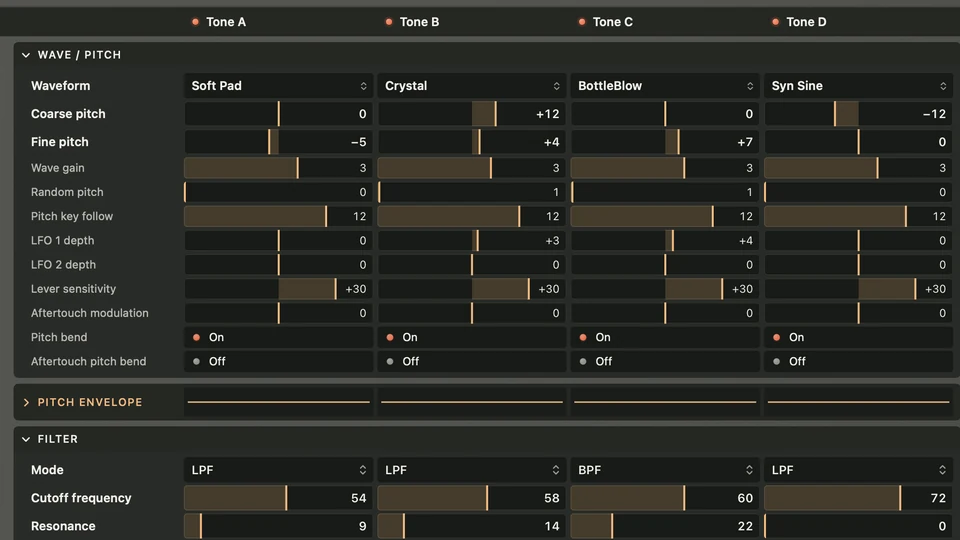 Tone A Tone B Tone C Tone D
WAVE / PITCH
Waveform Soft Pad Crystal BottleBlow Syn Sine
Coarse pitch 0 +12 0 −12
Fine pitch −5 +4 +7 0
Wave gain 3 3 3 3
Random pitch 0 1 1 0
Pitch key follow 12 12 12 12
LFO 1 depth 0 +3 +4 0
LFO 2 depth 0 0 0 0
Lever sensitivity +30 +30 +30 +30
Aftertouch modulation 0 0 0 0
Pitch bend On On On On
Aftertouch pitch bend Off Off Off Off
PITCH ENVELOPE
FILTER
Mode LPF LPF BPF LPF
Cutoff frequency 54 58 60 72
Resonance 9 14 22 0